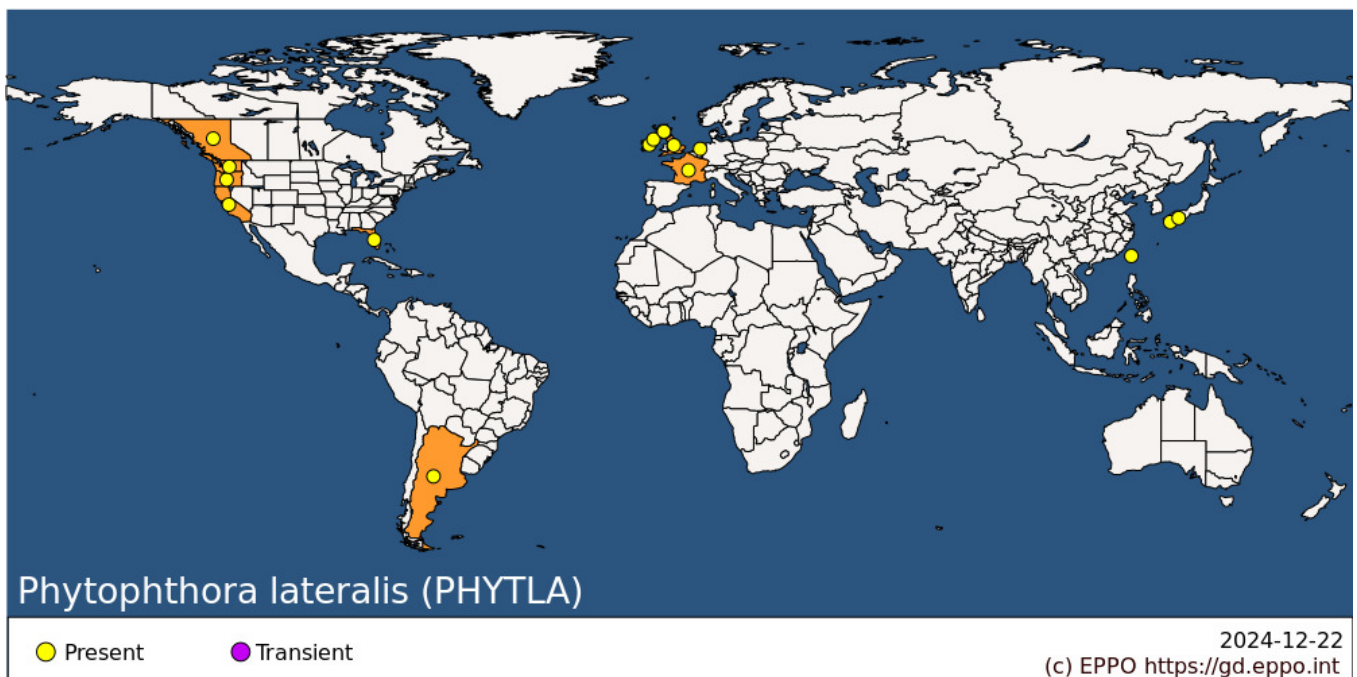 Phytophthora lateralis (PHYTLA)
Present
Transient
2024-12-22
(c) EPPO https://gd.eppo.int